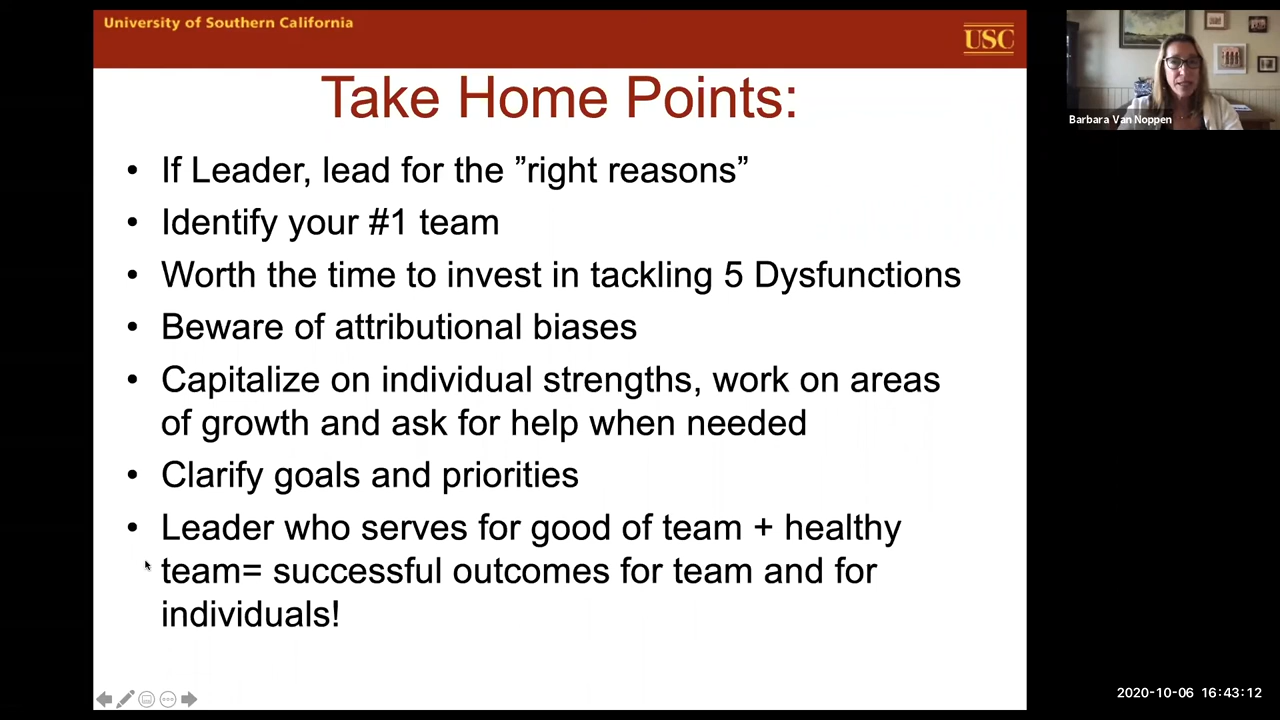 University of Southern California
USC
Take Home Points:
• If Leader, lead for the ”right reasons”
• Identify your #1 team
• Worth the time to invest in tackling 5 Dysfunctions
• Beware of attributional biases
• Capitalize on individual strengths, work on areas
of growth and ask for help when needed
• Clarify goals and priorities
• Leader who serves for good of team + healthy
team= successful outcomes for team and for
individuals!
Barbara Van Noppen
2020-10-06 16:43:12